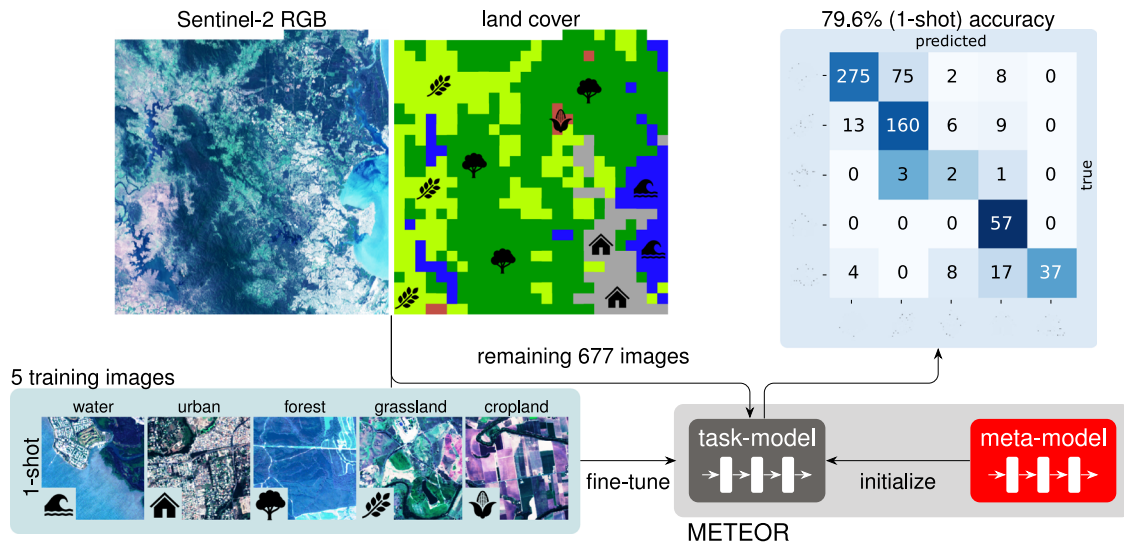 Sentinel-2 RGB
land cover
79.6% (1-shot) accuracy
predicted
275 75 2 8 0
13 160 6 9 0
0 3 2 1 0
0 0 0 57 0
4 0 8 17 37
true
remaining 677 images
5 training images
water urban forest grassland cropland
1-shot
fine-tune
task-model
initialize
meta-model
METEOR